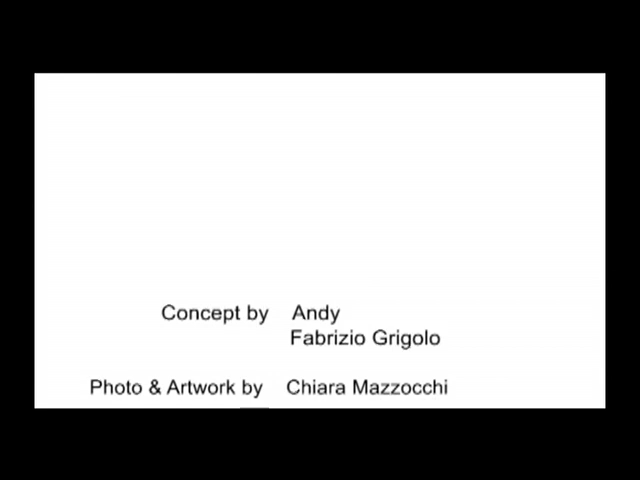 Concept by Andy
Fabrizio Grigolo
Photo & Artwork by Chiara Mazzocchi